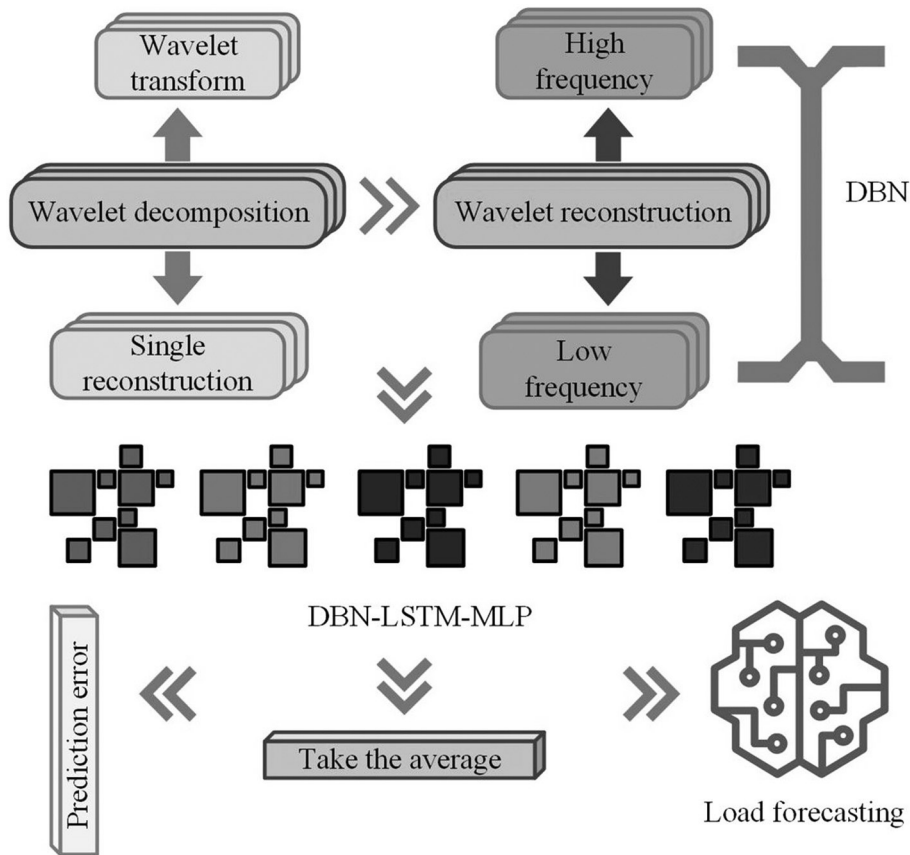 Wavelet
transform
High
frequency
Wavelet decomposition
Wavelet reconstruction
DBN
Single
reconstruction
Low
frequency
DBN-LSTM-MLP
Prediction error
Take the average
Load forecasting